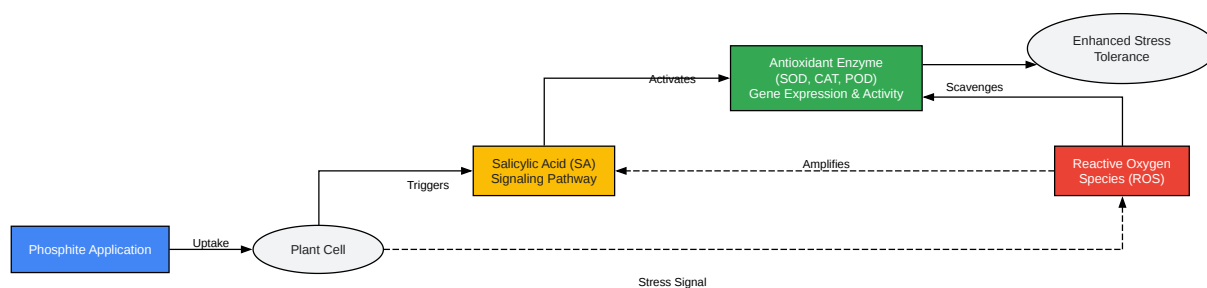 Enhanced Stress
Tolerance
Antioxidant Enzyme
(SOD, CAT, POD)
Gene Expression & Activity
Activates
Scavenges
Salicylic Acid (SA)
Signaling Pathway
Amplifies
Reactive Oxygen
Species (ROS)
Triggers
Phosphite Application
Uptake
Plant Cell
Stress Signal